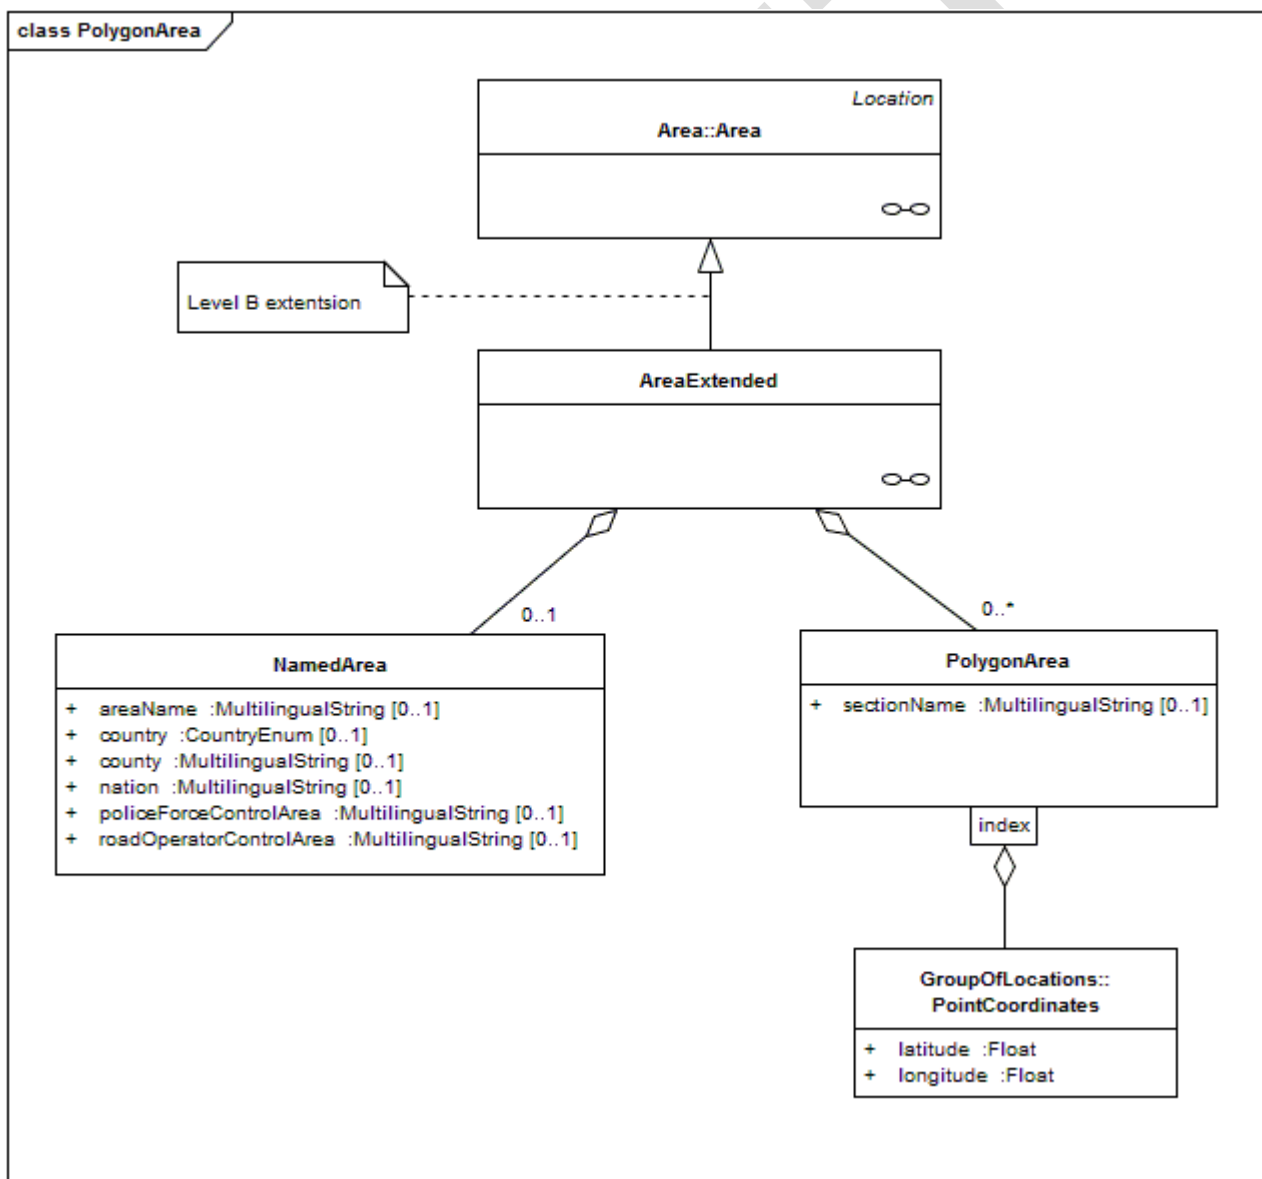 class PolygonArea
Location
Area::Area
Level B extentsion
AreaExtended
0..1
0..*
NamedArea
+ areaName :MultilingualString [0..1]
+ country :CountryEnum [0..1]
+ county :MultilingualString [0..1]
+ nation :MultilingualString [0..1]
+ policeForceControlArea :MultilingualString [0..1]
+ roadOperatorControlArea :MultilingualString [0..1]
PolygonArea
+ sectionName :MultilingualString [0..1]
index
GroupOfLocations::
PointCoordinates
+ latitude :Float
+ longitude :Float